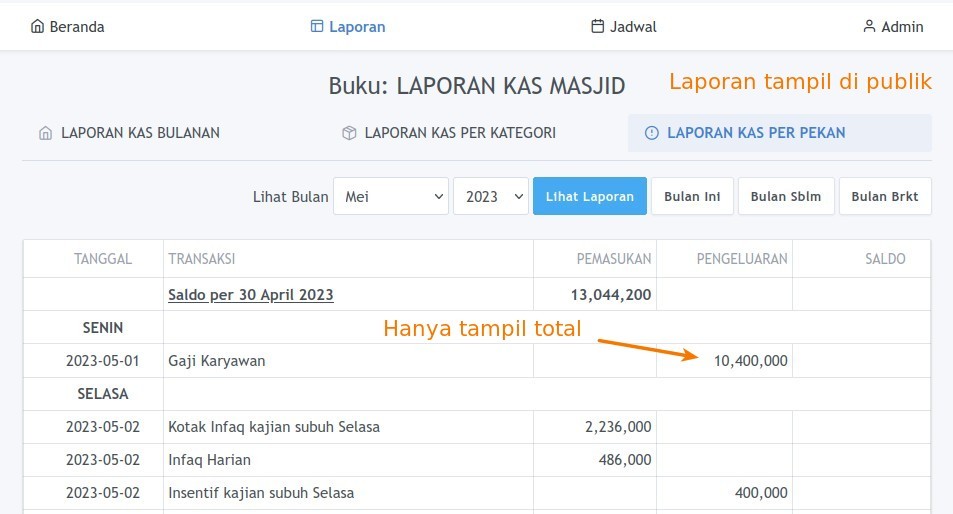 Beranda Laporan Jadwal Admin
Buku: LAPORAN KAS MASJID Laporan tampil di publik
LAPORAN KAS BULANAN LAPORAN KAS PER KATEGORI LAPORAN KAS PER PEKAN
Lihat Bulan Mei 2023 Lihat Laporan Bulan Ini Bulan Sblm Bulan Brkt
TANGGAL TRANSAKSI PEMASUKAN PENGELUARAN SALDO
Saldo per 30 April 2023 13,044,200
SENIN Hanya tampil total
2023-05-01 Gaji Karyawan 10,400,000
SELASA
2023-05-02 Kotak Infaq kajian subuh Selasa 2,236,000
2023-05-02 Infaq Harian 486,000
2023-05-02 Insentif kajian subuh Selasa 400,000